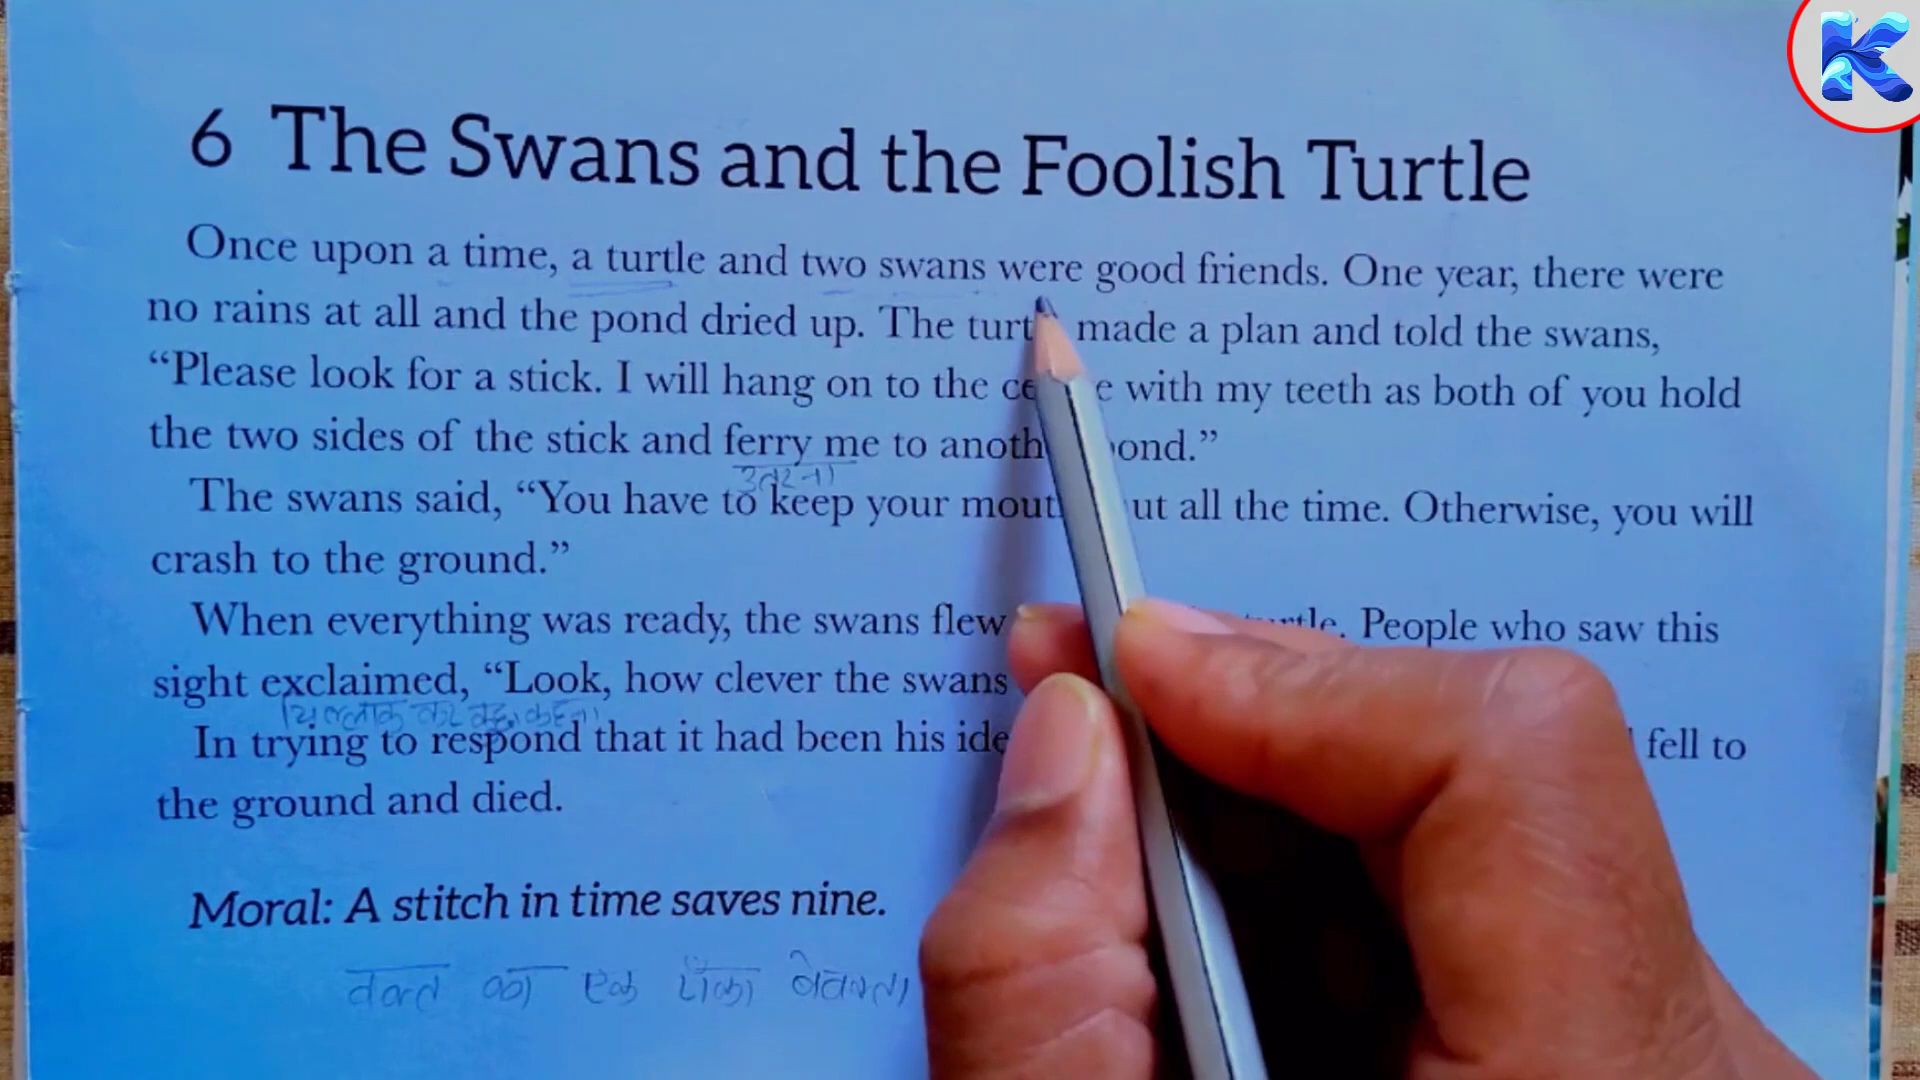 6 The Swans and the Foolish Turtle
Once upon a time, a turtle and two swans were good friends. One year, there were
no rains at all and the pond dried up. The turt made a plan and told the swans,
“Please look for a stick. I will hang on to the ce e with my teeth as both of you hold
the two sides of the stick and ferry me to anoth ond.”
उतरना
The swans said, “You have to keep your mout ut all the time. Otherwise, you will
crash to the ground.”
When everything was ready, the swans flew turtle. People who saw this
sight exclaimed, “Look, how clever the swans
In trying to respond that it had been his ide fell to
the ground and died.
Moral: A stitch in time saves nine.
वक्त का एक
K